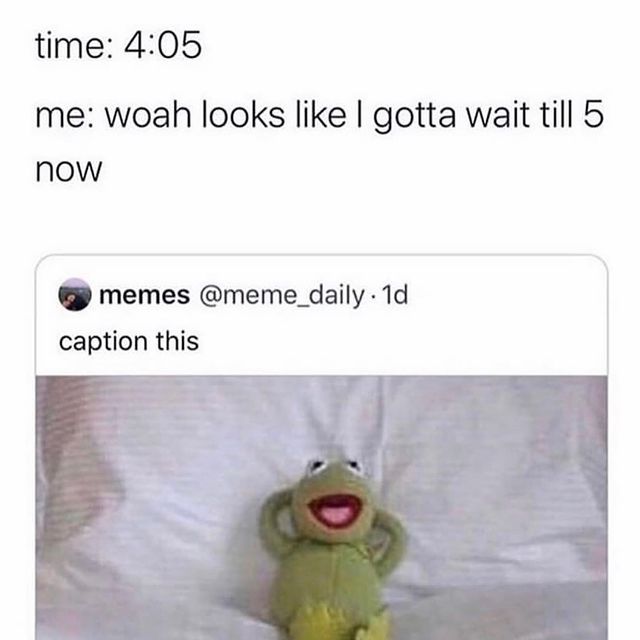 time: 4:05
me: woah looks like I gotta wait till 5
now
memes @meme_daily · 1d
caption this